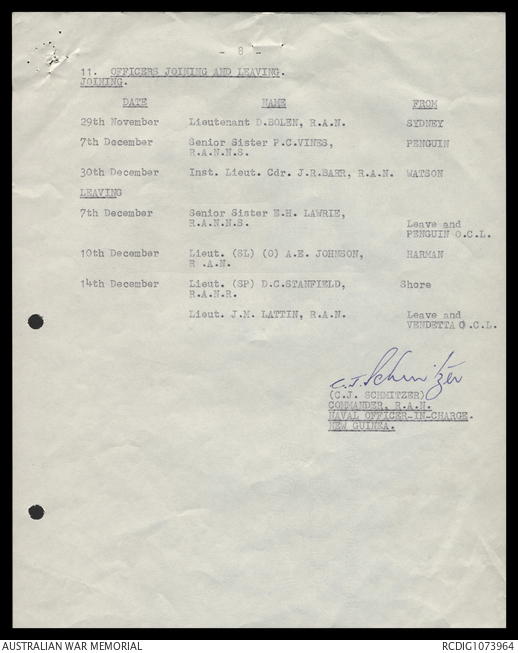 - 8 -
11. OFFICERS JOINING AND LEAVING.
JOINING.
DATE NAME FROM
29th November Lieutenant D.BOLEN, R.A.N. SYDNEY
7th December Senior Sister P.C.VINES, PENGUIN
R.A.N.N.S.
30th December Inst. Lieut. Cdr. J.R.BARR, R.A.N. WATSON
LEAVING
7th December Senior Sister E.H. LAWRIE,
R.A.N.N.S. Leave and
PENGUIN O.C.L.
10th December Lieut. (SL) (O) A.E. JOHNSON, HARMAN
R .A.N.
14th December Lieut. (SP) D.C.STANFIELD, Shore
R.A.N.R.
Lieut. J.M. LATTIN, R.A.N. Leave and
VENDETTA O.C.L.
C.J. Schmitzer
(C.J. SCHMITZER)
COMMANDER, R.A.N.
NAVAL OFFICER-IN-CHARGE.
NEW GUINEA.
AUSTRALIAN WAR MEMORIAL RCDIG1073964